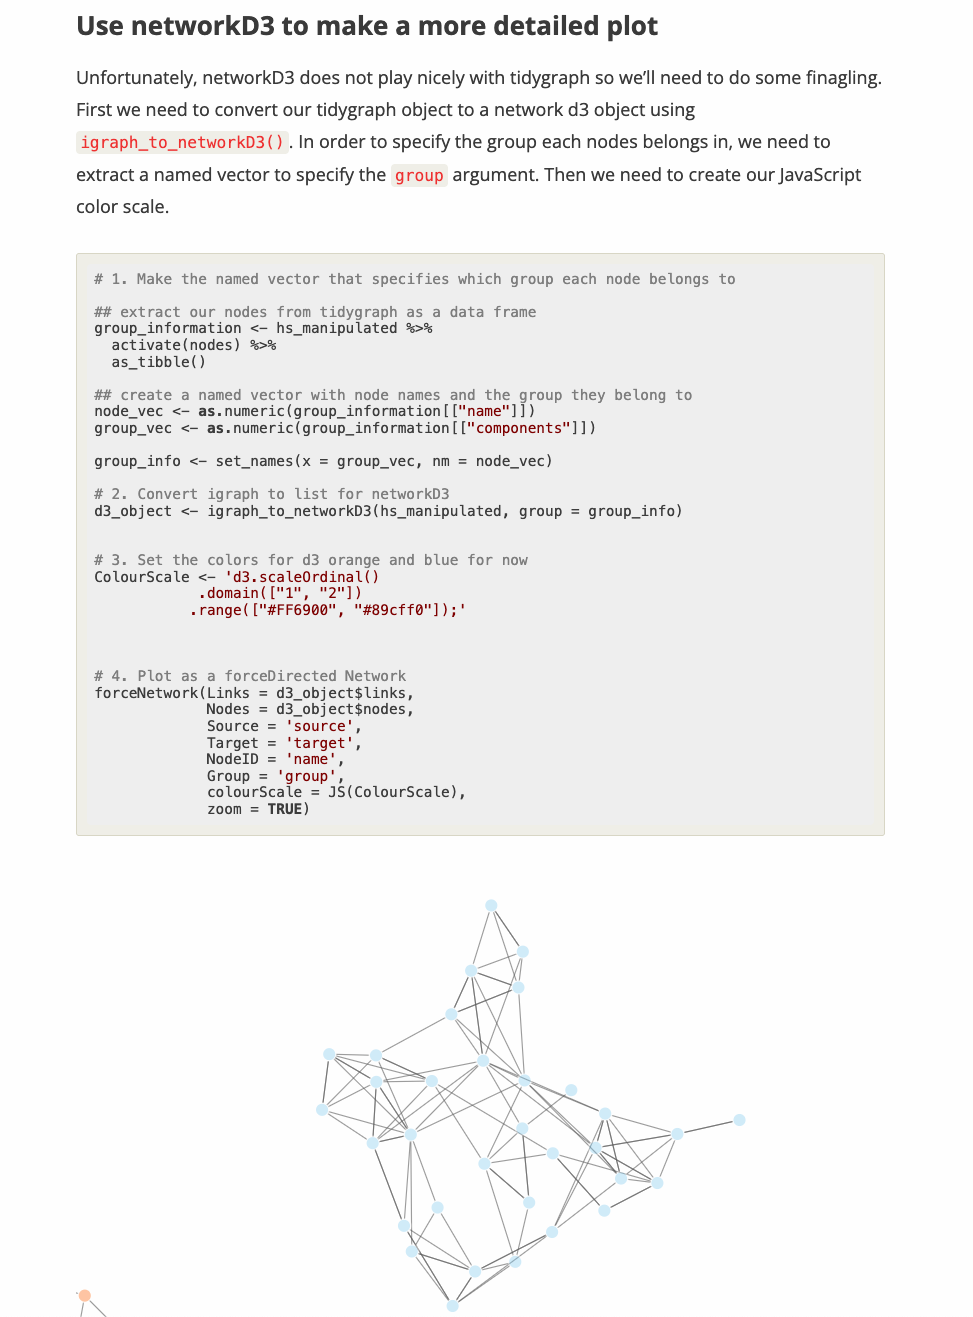 Use networkD3 to make a more detailed plot
Unfortunately, networkD3 does not play nicely with tidygraph so we’ll need to do some finagling.
First we need to convert our tidygraph object to a network d3 object using
igraph_to_networkD3() . In order to specify the group each nodes belongs in, we need to
extract a named vector to specify the group argument. Then we need to create our JavaScript
color scale.
# 1. Make the named vector that specifies which group each node belongs to
## extract our nodes from tidygraph as a data frame
group_information <- hs_manipulated %>%
  activate(nodes) %>%
  as_tibble()
## create a named vector with node names and the group they belong to
node_vec <- as.numeric(group_information[["name"]])
group_vec <- as.numeric(group_information[["components"]])
group_info <- set_names(x = group_vec, nm = node_vec)
# 2. Convert igraph to list for networkD3
d3_object <- igraph_to_networkD3(hs_manipulated, group = group_info)
# 3. Set the colors for d3 orange and blue for now
ColourScale <- 'd3.scaleOrdinal()
            .domain(["1", "2"])
           .range(["#FF6900", "#89cff0"]);'
# 4. Plot as a forceDirected Network
forceNetwork(Links = d3_object$links,
             Nodes = d3_object$nodes,
             Source = 'source',
             Target = 'target',
             NodeID = 'name',
             Group = 'group',
             colourScale = JS(ColourScale),
             zoom = TRUE)